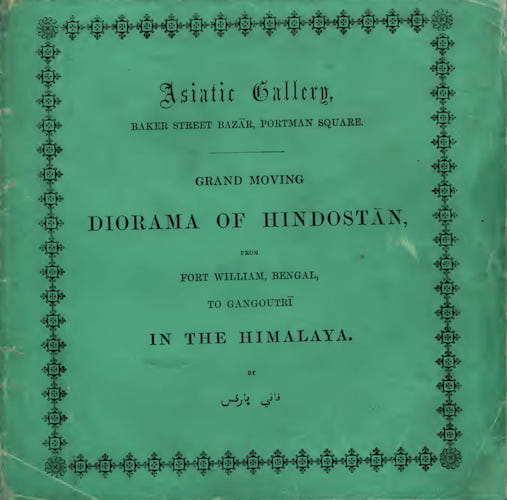 Asiatic Gallery,
BAKER STREET BAZĀR, PORTMAN SQUARE.
GRAND MOVING
DIORAMA OF HINDOSTĀN,
FROM
FORT WILLIAM, BENGAL,
TO GANGOUTRĪ
IN THE HIMALAYA.
BY
فاني پاركس